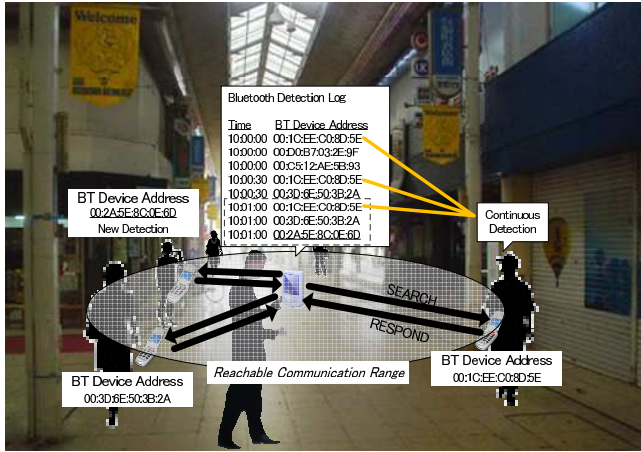 Welcome
Bluetooth Detection Log
Time BT Device Address
10:00:00 00:1C:EE:C0:8D:5E
10:00:00 00:D0:B7:03:2E:9F
10:00:00 00:C5:12:AE:5B:93
10:00:30 00:1C:EE:C0:8D:5E
10:00:30 00:3D:6E:50:3B:2A
10:01:00 00:1C:EE:C0:8D:5E
10:01:00 00:3D:6E:50:3B:2A
10:01:00 00:2A:5E:8C:0E:6D
BT Device Address
00:2A:5E:8C:0E:6D
New Detection
Continuous
Detection
SEARCH
RESPOND
Reachable Communication Range
BT Device Address
00:3D:6E:50:3B:2A
BT Device Address
00:1C:EE:C0:8D:5E